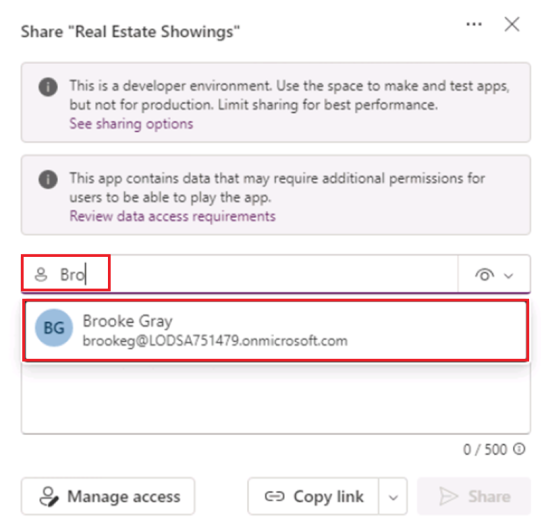 Share "Real Estate Showings"
This is a developer environment. Use the space to make and test apps,
but not for production. Limit sharing for best performance.
See sharing options
This app contains data that may require additional permissions for
users to be able to play the app.
Review data access requirements
Bro
BG
Brooke Gray
brookeg@LODSA751479.onmicrosoft.com
0 / 500
Manage access
Copy link
Share